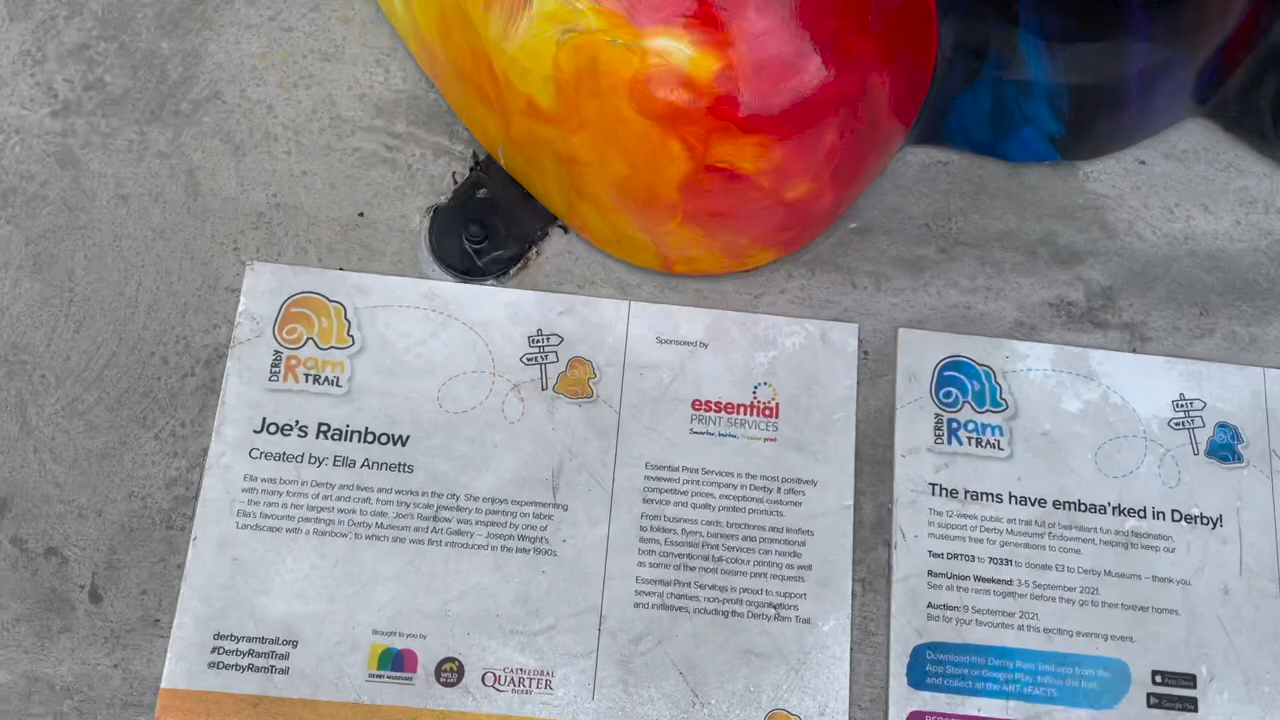 DERBY
Ram
TRAIL
EAST
WEST
Joe's Rainbow
Created by: Ella Annetts
Ella was born in Derby and lives and works in the city. She enjoys experimenting
with many forms of art and craft, from tiny scale jewellery to painting on fabric
– the ram is her largest work to date. 'Joe's Rainbow' was inspired by one of
Ella's favourite paintings in Derby Museum and Art Gallery – Joseph Wright's
'Landscape with a Rainbow', to which she was first introduced in the late 1990s.
derbyramtrail.org
#DerbyRamTrail
@DerbyRamTrail
Brought to you by
DERBY MUSEUMS
WILD
IN ART
CATHEDRAL
QUARTER
DERBY
Sponsored by
essential
PRINT SERVICES
Smarter, better, print
Essential Print Services is the most positively
reviewed print company in Derby. It offers
competitive prices, exceptional customer
service and quality printed products.
From business cards, brochures and leaflets
to folders, flyers, banners and promotional
items, Essential Print Services can handle
both conventional full-colour printing as well
as some of the most bizarre print requests.
Essential Print Services is proud to support
several charities, non-profit organisations
and initiatives, including the Derby Ram Trail.
DERBY
Ram
TRAIL
EAST
WEST
The rams have embaa'rked in Derby!
The 12-week public art trail full of baa-rilliant fun and fascination,
in support of Derby Museums' Endowment, helping to keep our
museums free for generations to come.
Text DRT03 to 70331 to donate £3 to Derby Museums – thank you.
RamUnion Weekend: 3-5 September 2021.
See all the rams together before they go to their forever homes.
Auction: 9 September 2021.
Bid for your favourites at this exciting evening event.
Download the Derby Ram Trail app from the
App Store or Google Play, follow the trail,
and collect all the ART eFACTS.
App Store
Google Play